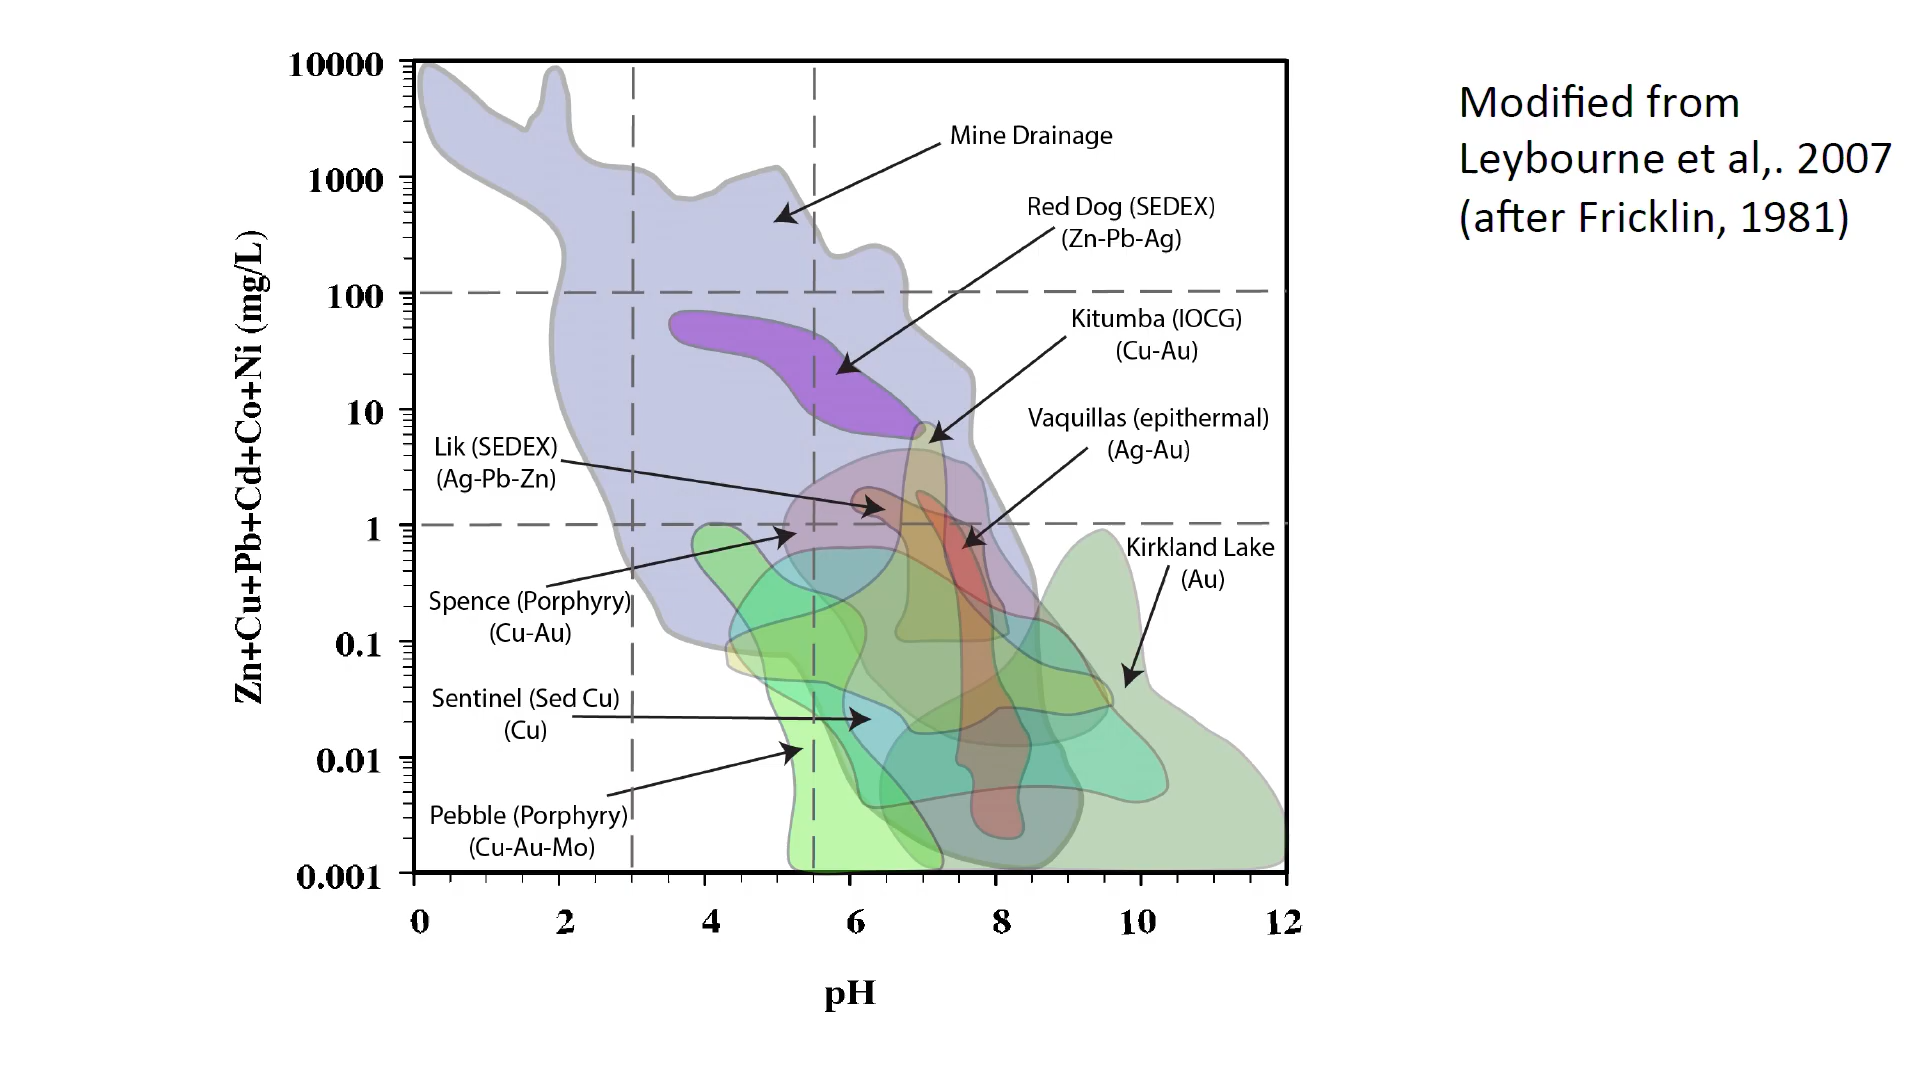 Modified from
Leybourne et al,. 2007
(after Fricklin, 1981)
Zn+Cu+Pb+Cd+Co+Ni (mg/L)
10000
1000
100
10
1
0.1
0.01
0.001
Mine Drainage
Red Dog (SEDEX)
(Zn-Pb-Ag)
Kitumba (IOCG)
(Cu-Au)
Vaquillas (epithermal)
(Ag-Au)
Lik (SEDEX)
(Ag-Pb-Zn)
Kirkland Lake
(Au)
Spence (Porphyry)
(Cu-Au)
Sentinel (Sed Cu)
(Cu)
Pebble (Porphyry)
(Cu-Au-Mo)
0 2 4 6 8 10 12
pH